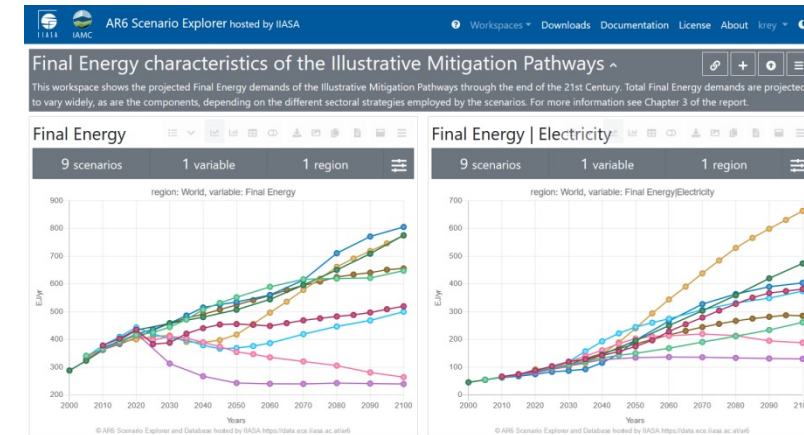 IIASA
IAMC
AR6 Scenario Explorer hosted by IIASA
Workspaces Downloads Documentation License About krey
Final Energy characteristics of the Illustrative Mitigation Pathways
This workspace shows the projected Final Energy demands of the Illustrative Mitigation Pathways through the end of the 21st Century. Total Final Energy demands are projected
to vary widely, as are the components, depending on the different sectoral strategies employed by the scenarios. For more information see Chapter 3 of the report.
Final Energy
9 scenarios 1 variable 1 region
region: World, variable: Final Energy
900
800
700
600
500
400
300
200
EJ/yr
2000 2010 2020 2030 2040 2050 2060 2070 2080 2090 2100
Years
© AR6 Scenario Explorer and Database hosted by IIASA https://data.ece.iiasa.ac.at/ar6
Final Energy | Electricity
9 scenarios 1 variable 1 region
region: World, variable: Final Energy|Electricity
700
600
500
400
300
200
100
0
EJ/yr
2000 2010 2020 2030 2040 2050 2060 2070 2080 2090 210
Years
© AR6 Scenario Explorer and Database hosted by IIASA https://data.ece.iiasa.ac.at/ar6